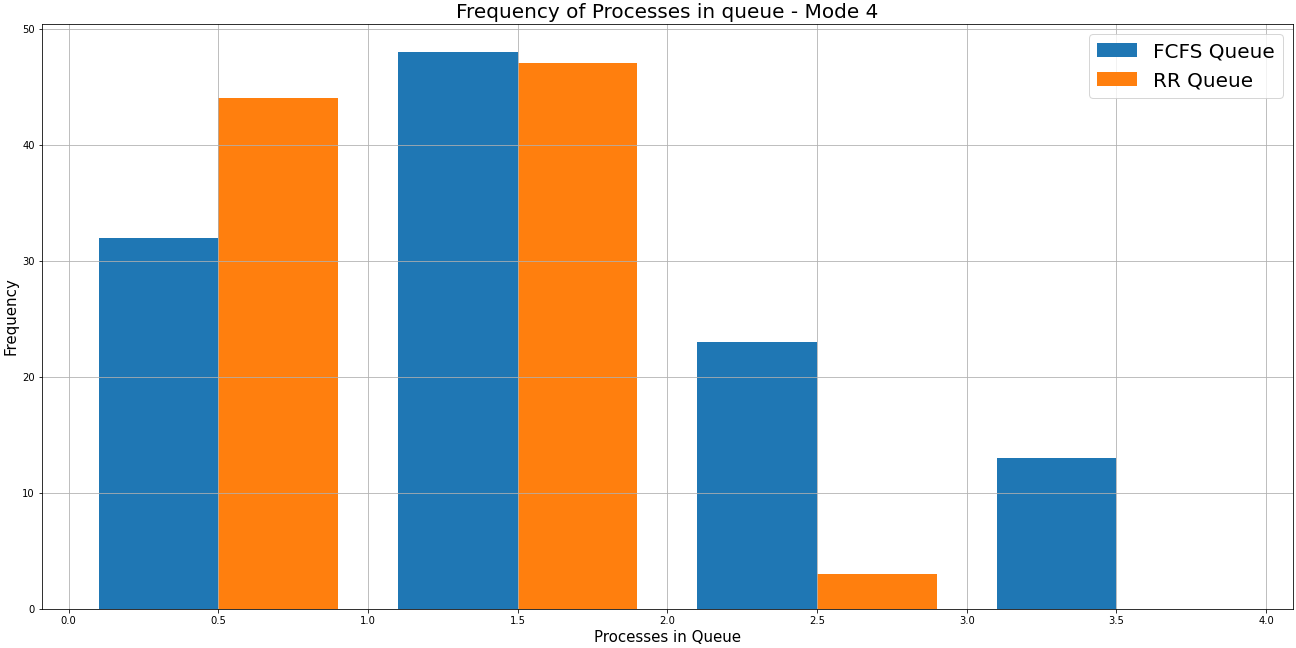 Frequency of Processes in queue - Mode 4
FCFS Queue
RR Queue
50
40
30
20
10
0
Frequency
0.0 0.5 1.0 1.5 2.0 2.5 3.0 3.5 4.0
Processes in Queue